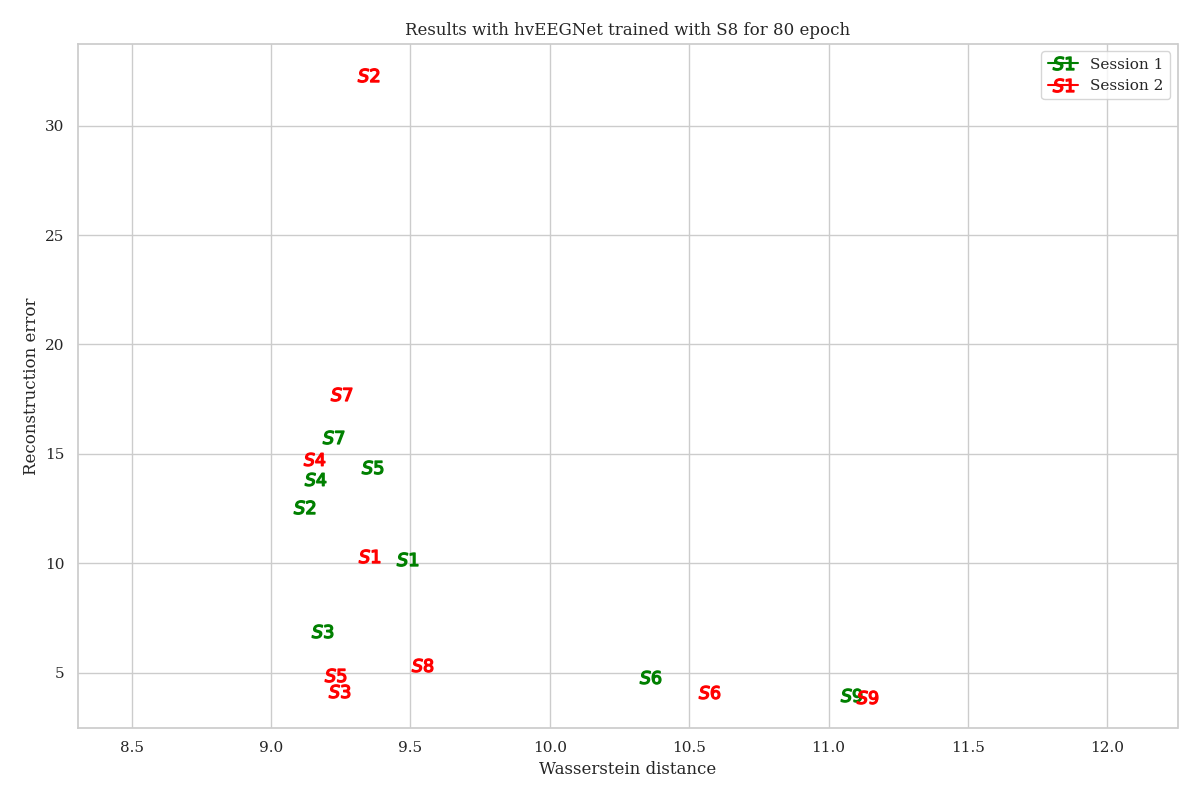 Results with hvEEGNet trained with S8 for 80 epoch
S1 Session 1
S1 Session 2
S2
S7
S7
S4
S5
S4
S2
S1
S1
S3
S8
S5
S6
S3
S6
S9
S9
30
25
20
15
10
5
Reconstruction error
8.5 9.0 9.5 10.0 10.5 11.0 11.5 12.0
Wasserstein distance